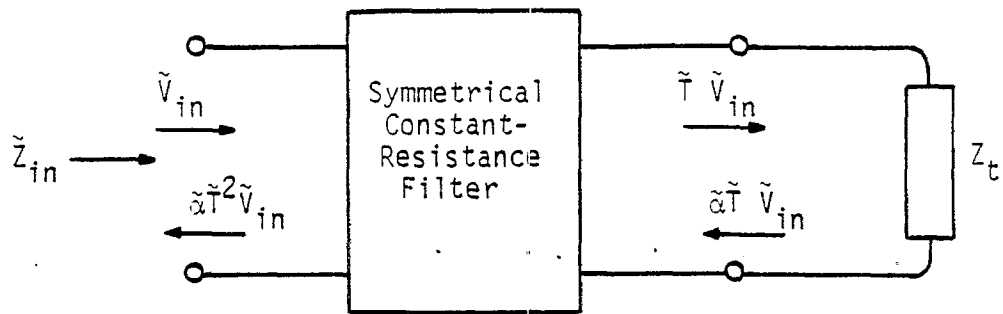 Ṽin
Z̃in
α̃T̃²Ṽin
Symmetrical
Constant-
Resistance
Filter
T̃ Ṽin
α̃T̃ Ṽin
Zt